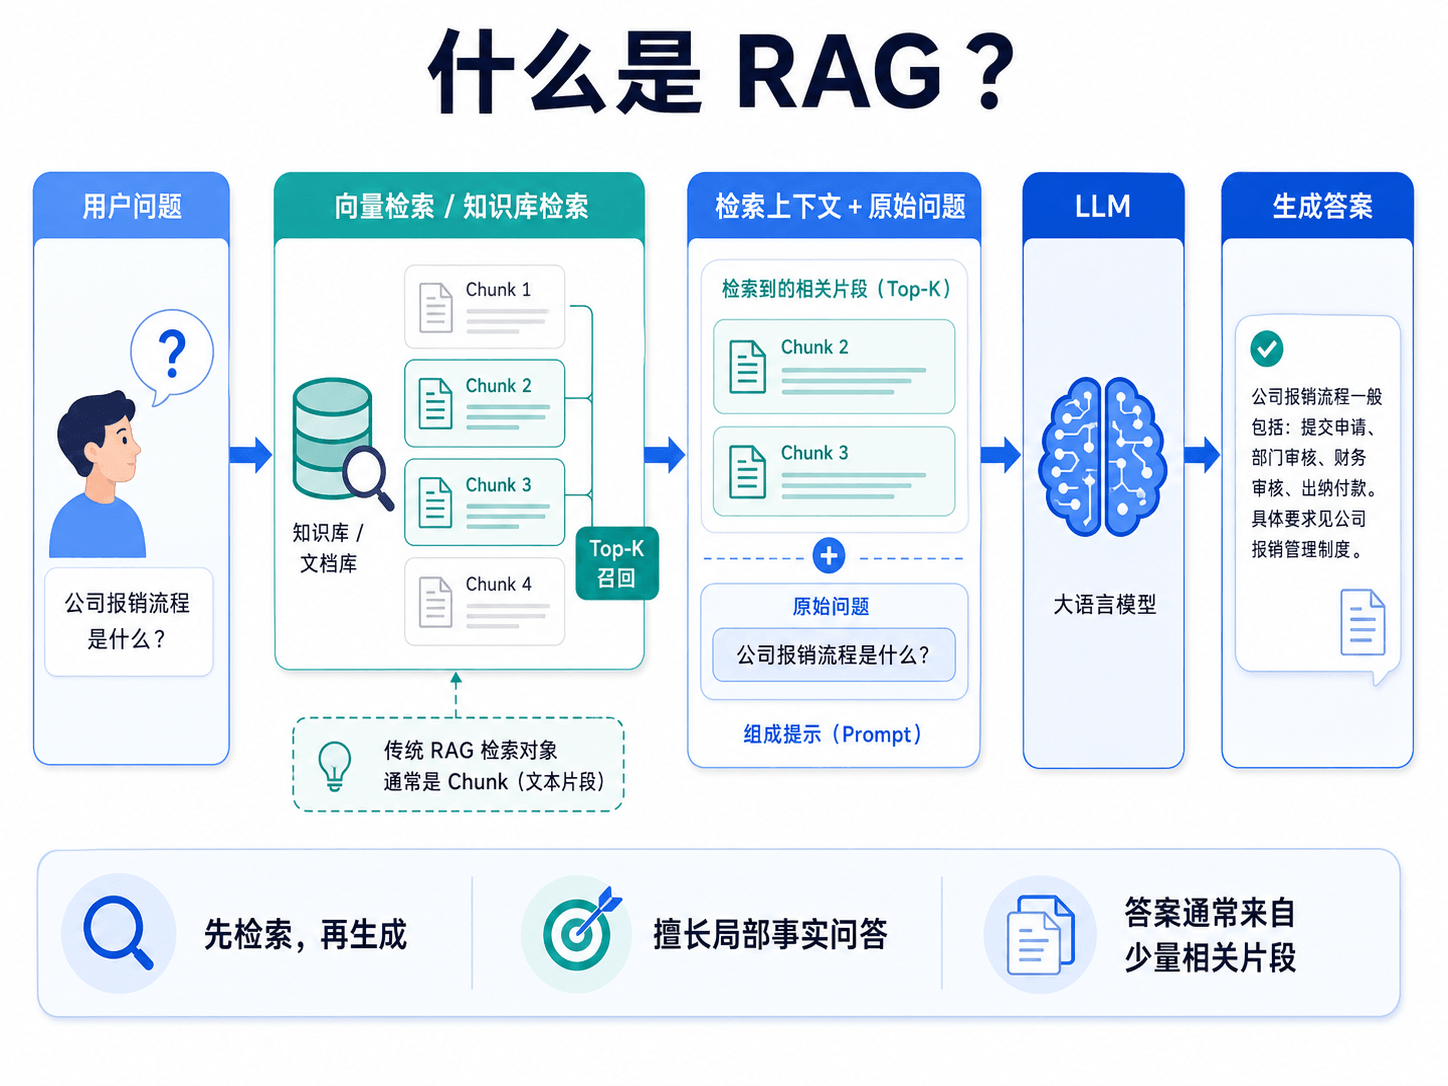 什么是 RAG？
用户问题
?
公司报销流程
是什么？
向量检索 / 知识库检索
知识库 /
文档库
Chunk 1
Chunk 2
Chunk 3
Chunk 4
Top-K
召回
传统 RAG 检索对象
通常是 Chunk（文本片段）
检索上下文 + 原始问题
检索到的相关片段（Top-K）
Chunk 2
Chunk 3
+
原始问题
公司报销流程是什么？
组成提示（Prompt）
LLM
大语言模型
生成答案
公司报销流程一般
包括：提交申请、
部门审核、财务
审核、出纳付款。
具体要求见公司
报销管理制度。
先检索，再生成
擅长局部事实问答
答案通常来自
少量相关片段